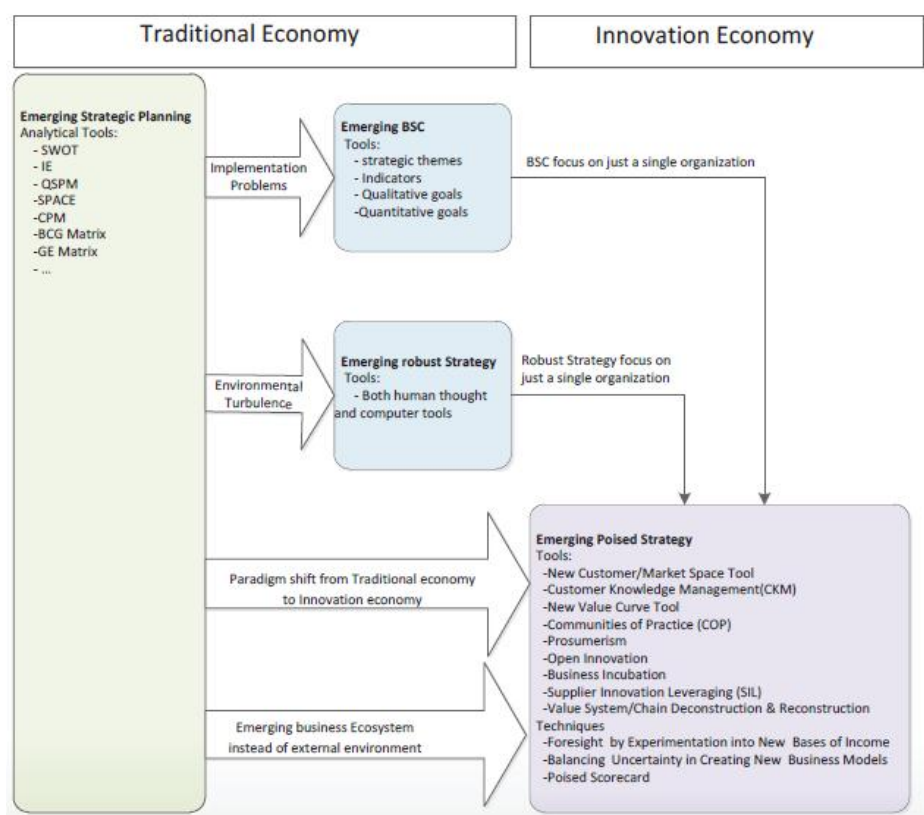 Traditional Economy
Innovation Economy
Emerging Strategic Planning
Analytical Tools:
- SWOT
- IE
- QSPM
-SPACE
-CPM
-BCG Matrix
-GE Matrix
- ...
Implementation
Problems
Emerging BSC
Tools:
- strategic themes
- Indicators
- Qualitative goals
-Quantitative goals
BSC focus on just a single organization
Environmental
Turbulence
Emerging robust Strategy
Tools:
- Both human thought
and computer tools
Robust Strategy focus on
just a single organization
Paradigm shift from Traditional economy
to Innovation economy
Emerging business Ecosystem
instead of external environment
Emerging Poised Strategy
Tools:
-New Customer/Market Space Tool
-Customer Knowledge Management(CKM)
-New Value Curve Tool
-Communities of Practice (COP)
-Prosumerism
-Open Innovation
-Business Incubation
-Supplier Innovation Leveraging (SIL)
-Value System/Chain Deconstruction & Reconstruction
Techniques
-Foresight by Experimentation into New Bases of Income
-Balancing Uncertainty in Creating New Business Models
-Poised Scorecard